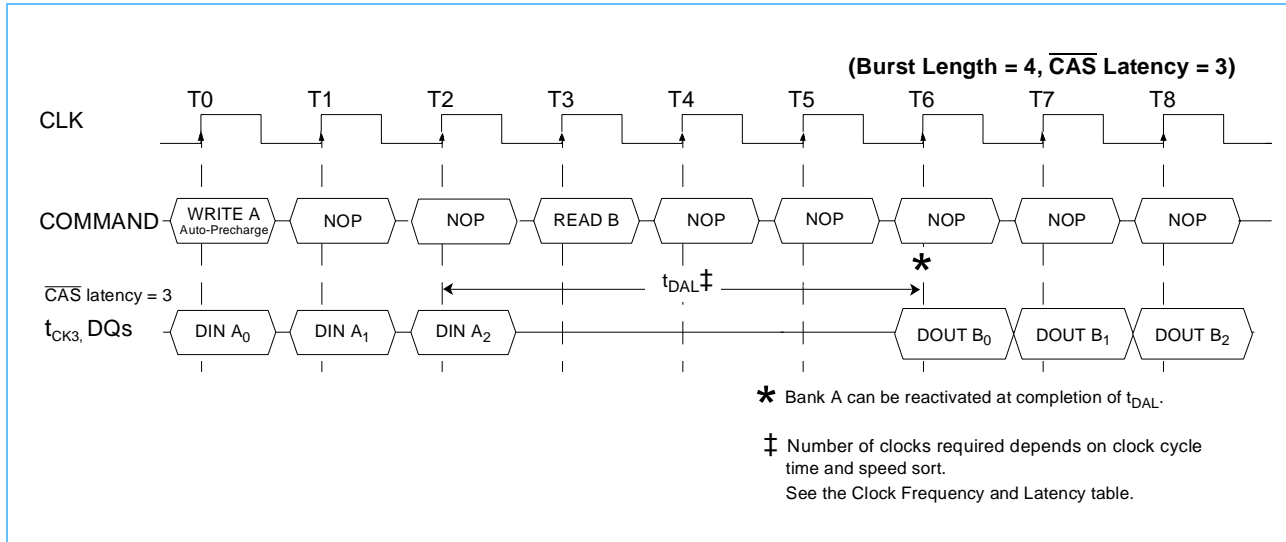 (Burst Length = 4, CAS Latency = 3)
T0 T1 T2 T3 T4 T5 T6 T7 T8
CLK
COMMAND WRITE A Auto-Precharge NOP NOP READ B NOP NOP NOP NOP NOP
*
tDAL‡
CAS latency = 3
tCK3, DQs DIN A0 DIN A1 DIN A2 DOUT B0 DOUT B1 DOUT B2
* Bank A can be reactivated at completion of tDAL.
‡ Number of clocks required depends on clock cycle
time and speed sort.
See the Clock Frequency and Latency table.